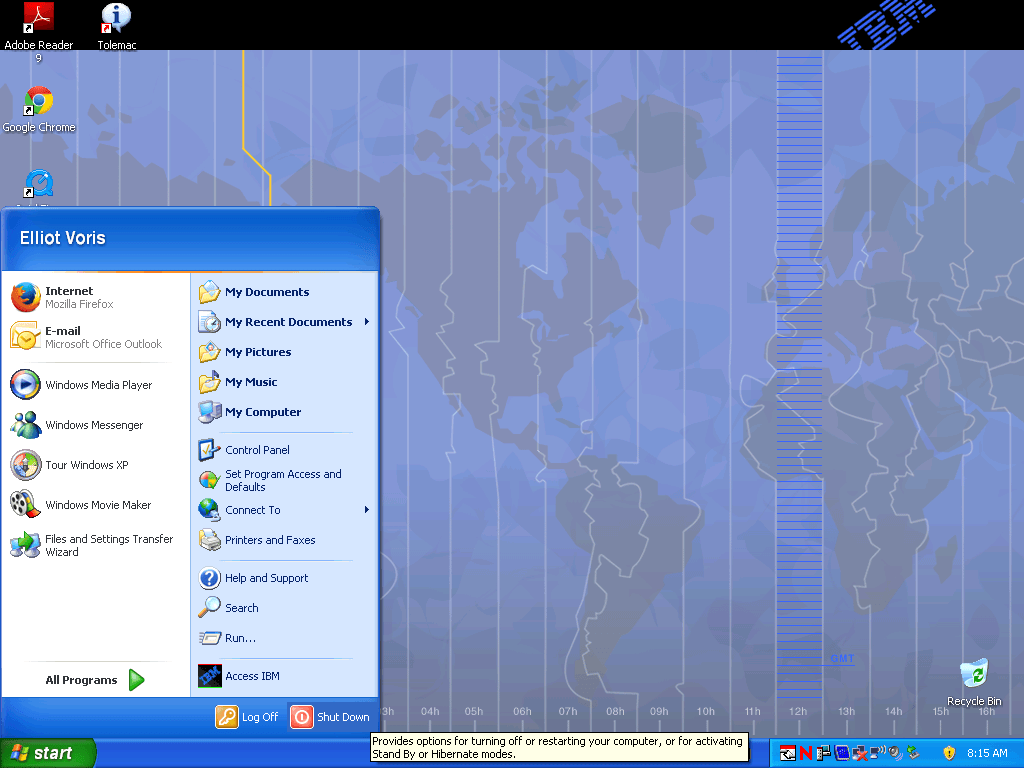 Adobe Reader
9
Tolemac
IBM
Google Chrome
Elliot Voris
Internet
Mozilla Firefox
E-mail
Microsoft Office Outlook
Windows Media Player
Windows Messenger
Tour Windows XP
Windows Movie Maker
Files and Settings Transfer
Wizard
All Programs
My Documents
My Recent Documents
My Pictures
My Music
My Computer
Control Panel
Set Program Access and
Defaults
Connect To
Printers and Faxes
Help and Support
Search
Run...
IBM
Access IBM
Log Off
Shut Down
GMT
Recycle Bin
03h 04h 05h 06h 07h 08h 09h 10h 11h 12h 13h 14h 15h 16h
Provides options for turning off or restarting your computer, or for activating
Stand By or Hibernate modes.
start
N
8:15 AM